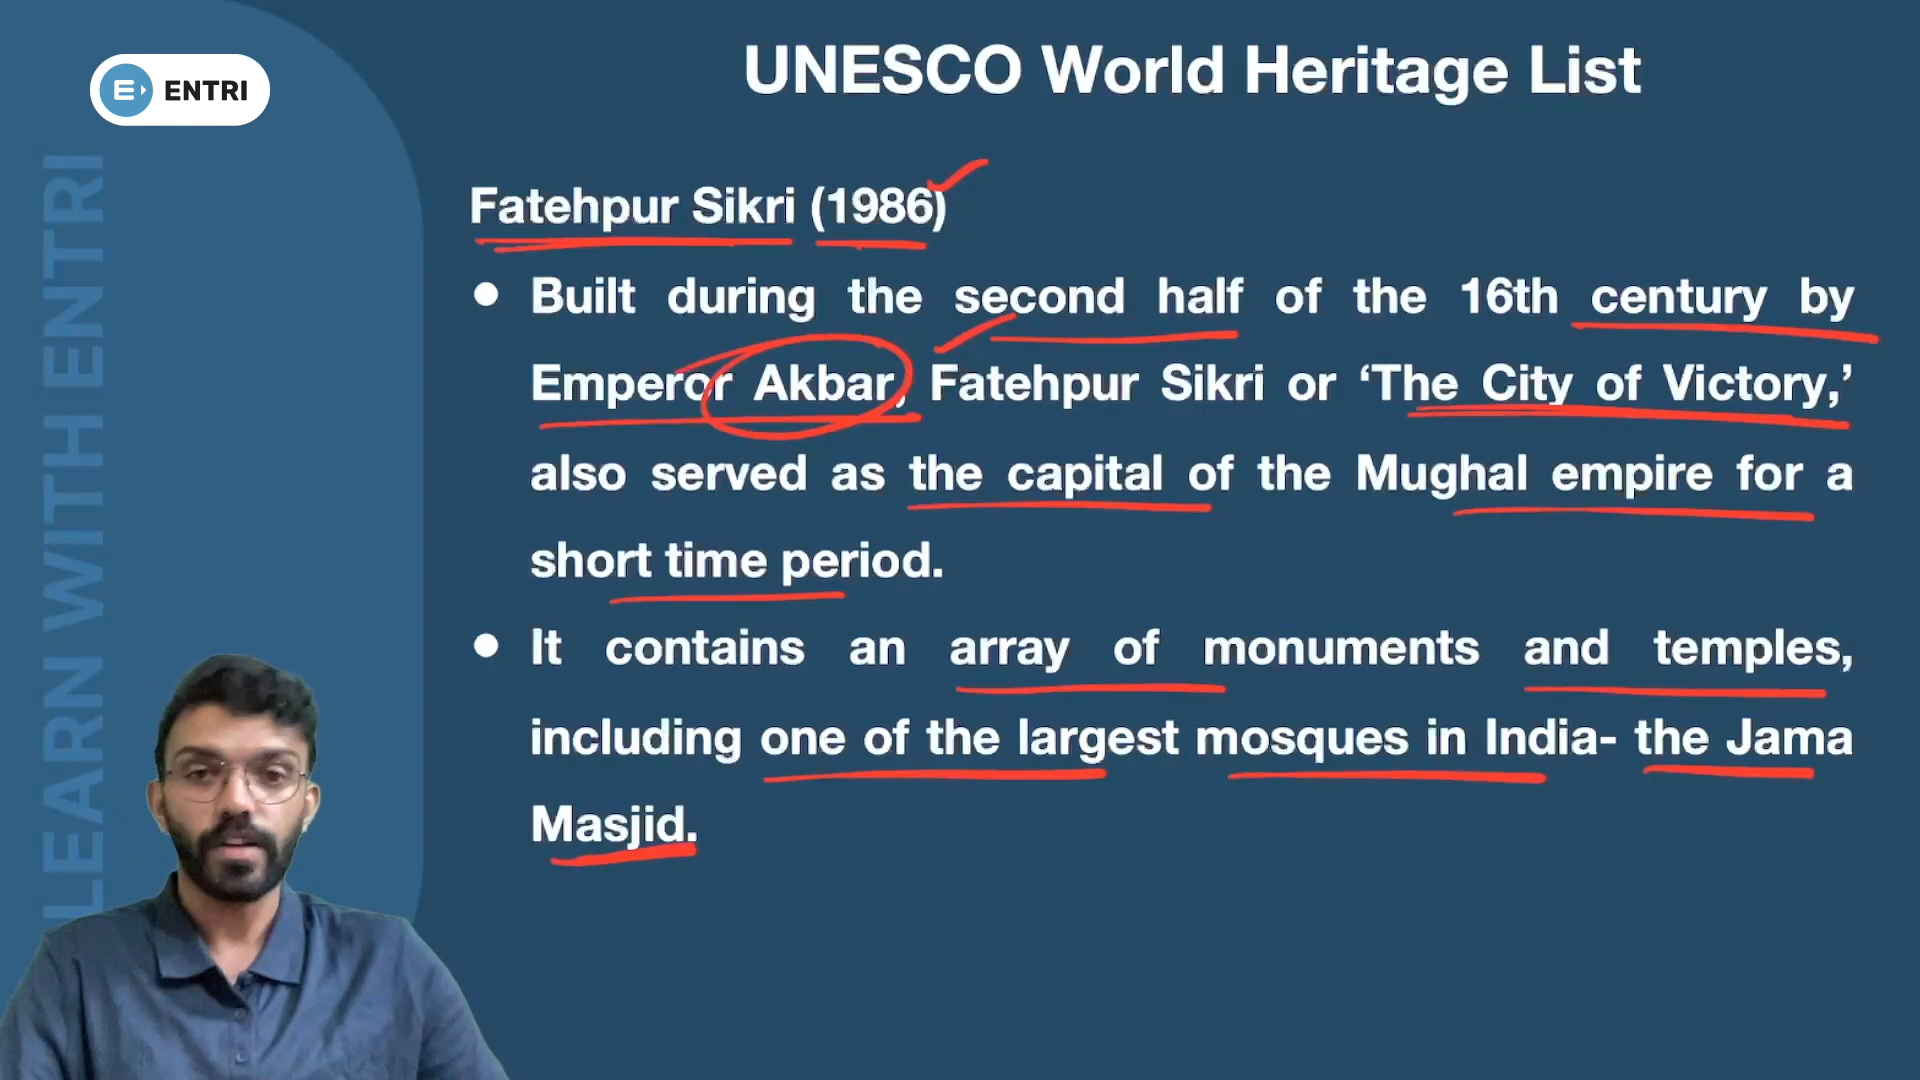 ENTRI
LEARN WITH ENTRI
UNESCO World Heritage List
Fatehpur Sikri (1986)
● Built during the second half of the 16th century by
Emperor Akbar, Fatehpur Sikri or ‘The City of Victory,’
also served as the capital of the Mughal empire for a
short time period.
● It contains an array of monuments and temples,
including one of the largest mosques in India- the Jama
Masjid.